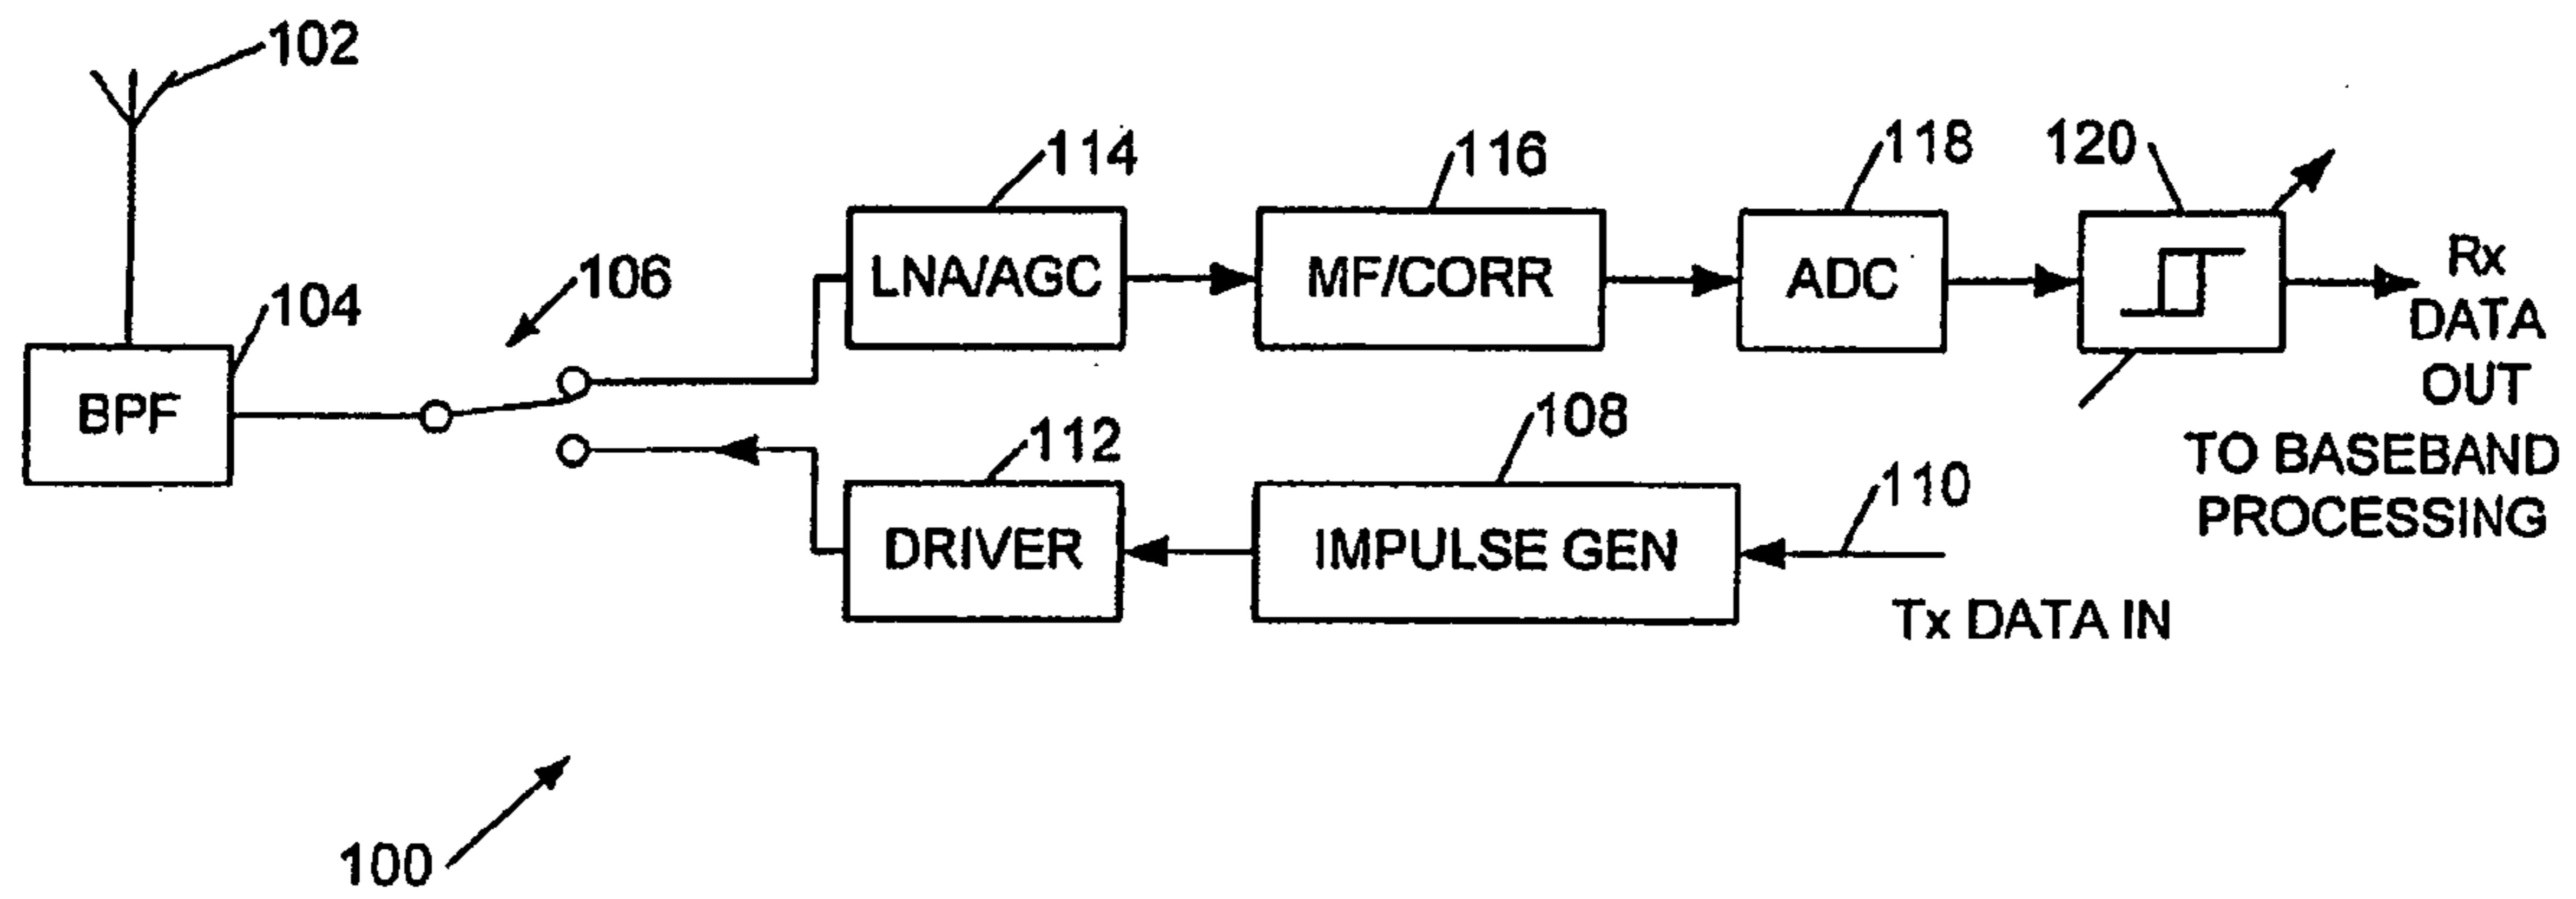 102
114
116
118
120
106
104
LNA/AGC
MF/CORR
ADC
Rx
DATA
OUT
BPF
112
108
110
TO BASEBAND
PROCESSING
DRIVER
IMPULSE GEN
Tx DATA IN
100